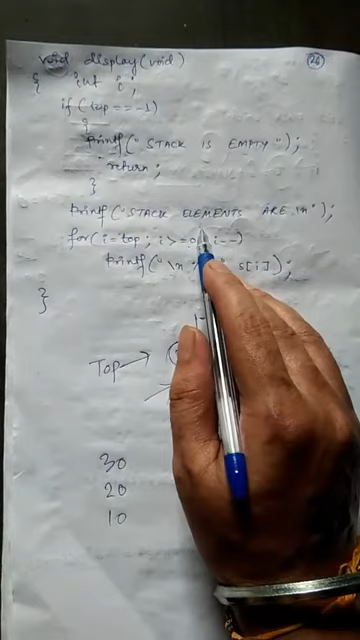 26
void display(void)
{ int i;
if (top==-1)
{
printf("STACK IS EMPTY");
return;
}
printf("STACK ELEMENTS ARE \n");
for(i=top; i>=0; i--)
printf("\n " s[i]);
}
Top
30
20
10